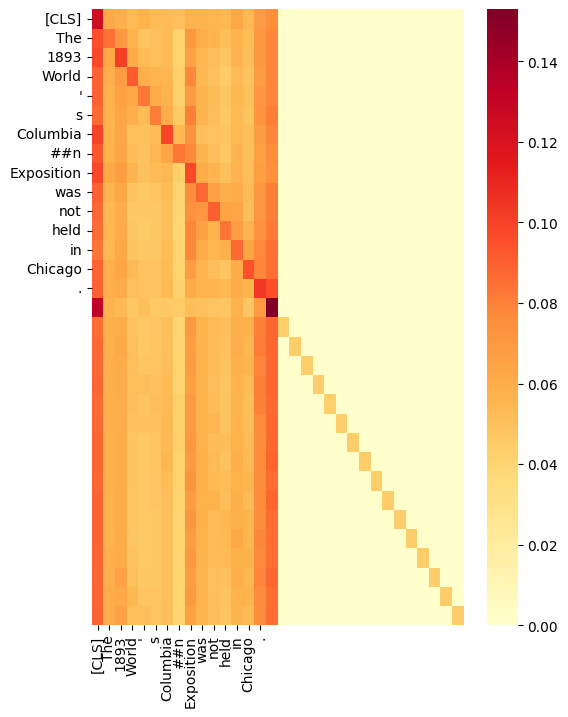 [CLS]
The
1893
World
'
s
Columbia
##n
Exposition
was
not
held
in
Chicago
.
[CLS]
The
1893
World
'
s
Columbia
##n
Exposition
was
not
held
in
Chicago
.
0.14
0.12
0.10
0.08
0.06
0.04
0.02
0.00